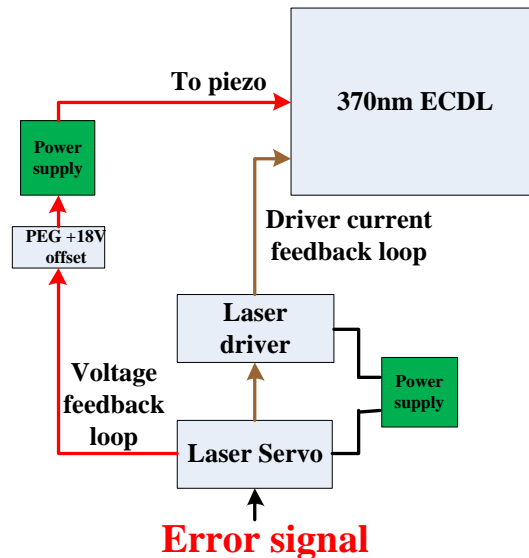 To piezo
370nm ECDL
Power
supply
PEG +18V
offset
Driver current
feedback loop
Laser
driver
Voltage
feedback
loop
Power
supply
Laser Servo
Error signal